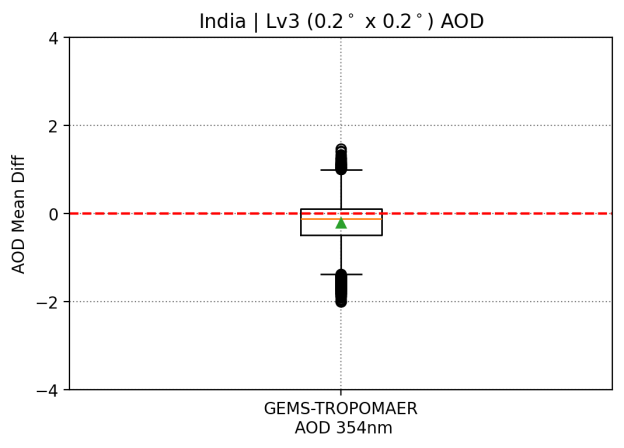 India | Lv3 (0.2° x 0.2°) AOD
4
2
0
−2
−4
AOD Mean Diff
GEMS-TROPOMAER
AOD 354nm